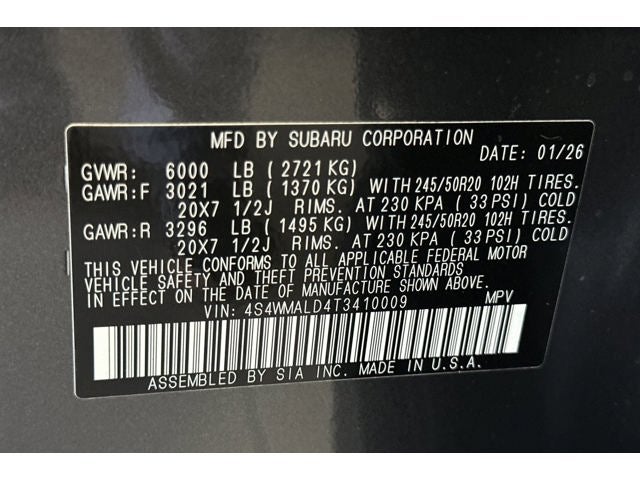 MFD BY SUBARU CORPORATION
DATE: 01/26
GVWR: 6000 LB ( 2721 KG)
GAWR: F 3021 LB ( 1370 KG) WITH 245/50R20 102H TIRES.
20X7 1/2J RIMS. AT 230 KPA ( 33 PSI) COLD
GAWR: R 3296 LB ( 1495 KG) WITH 245/50R20 102H TIRES.
20X7 1/2J RIMS. AT 230 KPA ( 33 PSI) COLD
THIS VEHICLE CONFORMS TO ALL APPLICABLE FEDERAL MOTOR
VEHICLE SAFETY AND THEFT PREVENTION STANDARDS
IN EFFECT ON THE DATE OF MANUFACTURE SHOWN ABOVE.
VIN: 4S4WMALD4T3410009 MPV
ASSEMBLED BY SIA INC. MADE IN U.S.A.